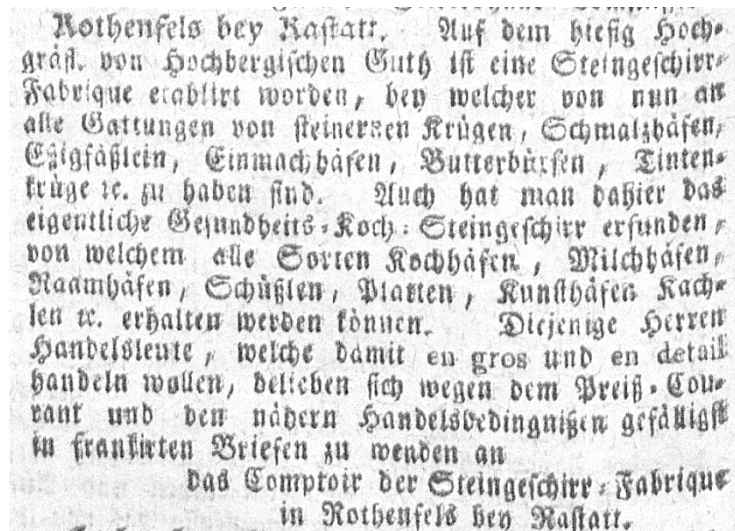 Rothenfels bey Rastatt. Auf dem hiesig Hoch-
gräfl. von Hochbergischen Guth ist eine Steingeschirr-
Fabrique etablirt worden, bey welcher von nun an
alle Gattungen von steinernen Krügen, Schmalzhäfen,
Eßigfäßlein, Einmachhäfen, Butterbüxsen, Tinten-
krüge ꝛc. zu haben sind. Auch hat man dahier das
eigentliche Gesundheits-Koch-Steingeschirr erfunden,
von welchem alle Sorten Kochhäfen, Milchhäfen,
Raamhäfen, Schüßlen, Platten, Kunsthäfen Kach-
len ꝛc. erhalten werden können. Diejenige Herren
Handelsleute, welche damit en gros und en detail
handeln wollen, belieben sich wegen dem Preiß-Cou-
rant und den nähern Handelsbedingnißen gefälligst
in frankirten Briefen zu wenden an
das Comptoir der Steingeschirr-Fabrique
in Rothenfels bey Rastatt.